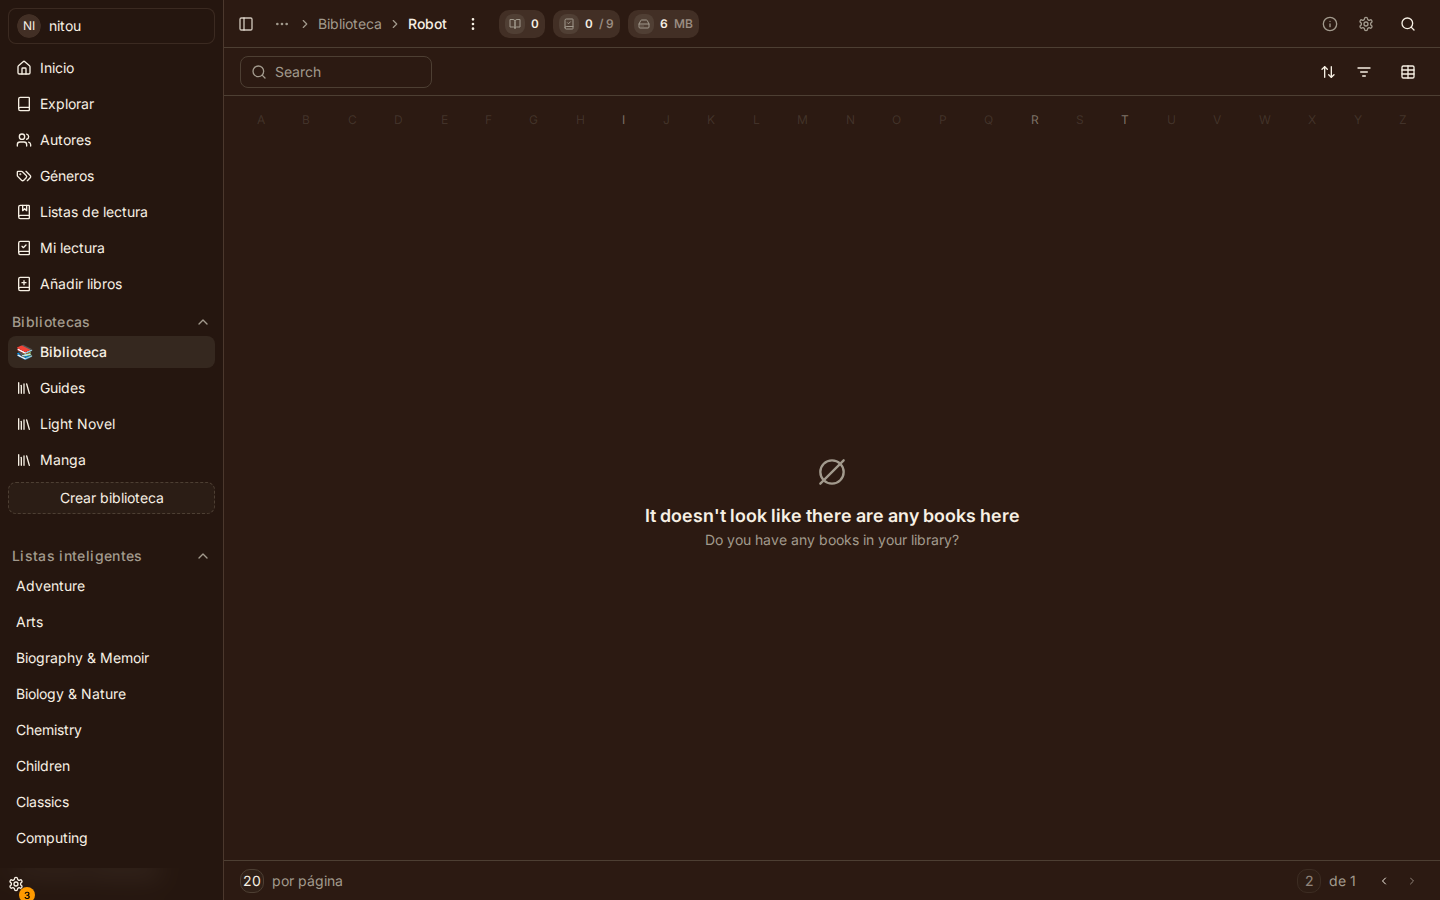 NI nitou
Inicio
Explorar
Autores
Géneros
Listas de lectura
Mi lectura
Añadir libros
Bibliotecas
Biblioteca
Guides
Light Novel
Manga
Crear biblioteca
Listas inteligentes
Adventure
Arts
Biography & Memoir
Biology & Nature
Chemistry
Children
Classics
Computing
3
··· Biblioteca Robot 0 0 / 9 6 MB
Search
A B C D E F G H I J K L M N O P Q R S T U V W X Y Z
It doesn't look like there are any books here
Do you have any books in your library?
20 por página 2 de 1